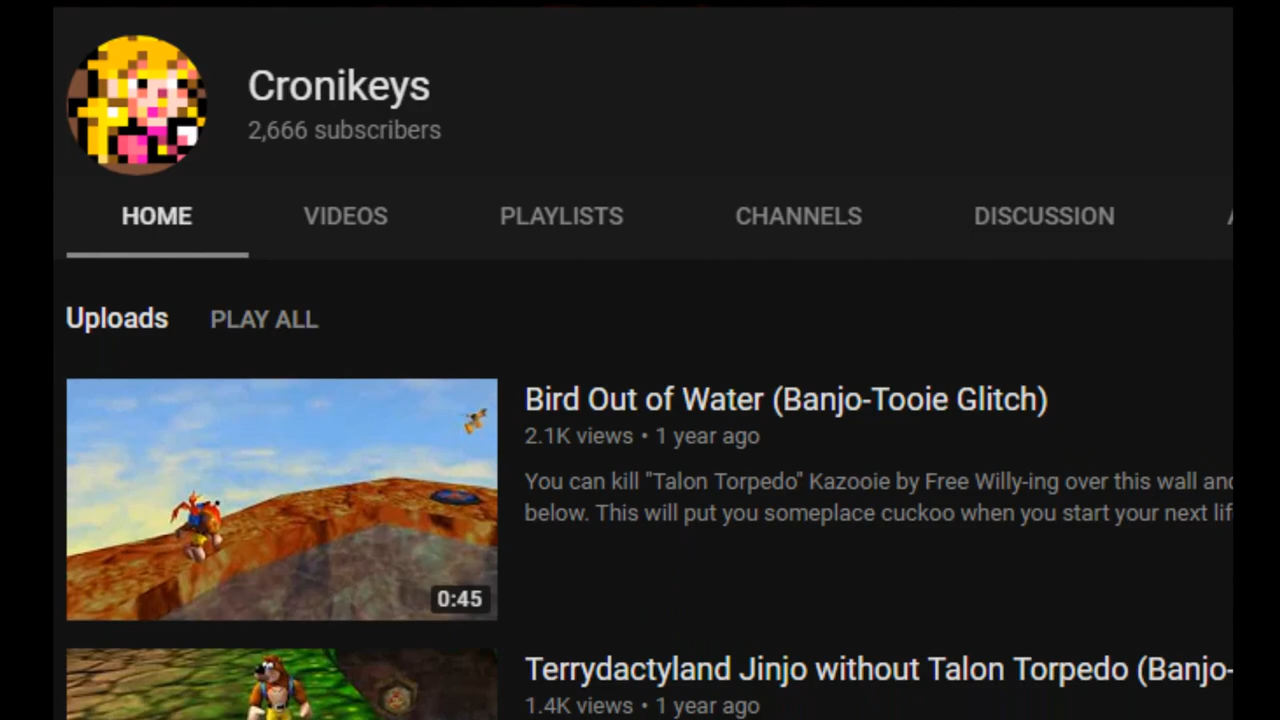 Cronikeys
2,666 subscribers
HOME VIDEOS PLAYLISTS CHANNELS DISCUSSION
Uploads PLAY ALL
Bird Out of Water (Banjo-Tooie Glitch)
2.1K views • 1 year ago
You can kill "Talon Torpedo" Kazooie by Free Willy-ing over this wall and
below. This will put you someplace cuckoo when you start your next lif
0:45
Terrydactyland Jinjo without Talon Torpedo (Banjo-
1.4K views • 1 year ago